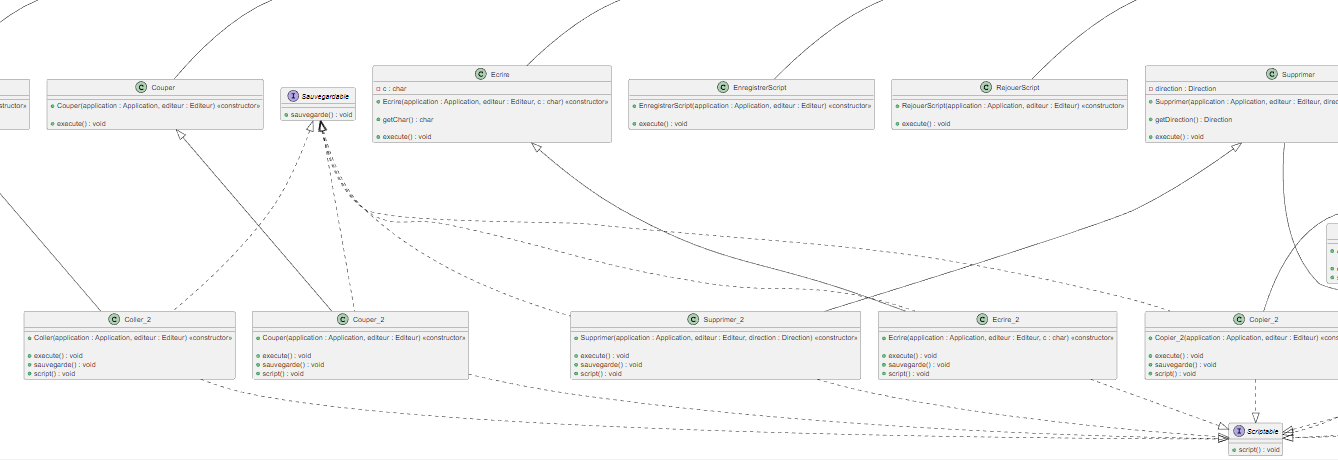 structor»
C Couper
Couper(application : Application, editeur : Editeur) «constructor»
execute() : void
I Sauvegardable
sauvegarde() : void
C Ecrire
c : char
Ecrire(application : Application, editeur : Editeur, c : char) «constructor»
getChar() : char
execute() : void
C EnregistrerScript
EnregistrerScript(application : Application, editeur : Editeur) «constructor»
execute() : void
C RejouerScript
RejouerScript(application : Application, editeur : Editeur) «constructor»
execute() : void
C Supprimer
direction : Direction
Supprimer(application : Application, editeur : Editeur, direc
getDirection() : Direction
execute() : void
C Coller_2
Coller(application : Application, editeur : Editeur) «constructor»
execute() : void
sauvegarde() : void
script() : void
C Couper_2
Couper(application : Application, editeur : Editeur) «constructor»
execute() : void
sauvegarde() : void
script() : void
C Supprimer_2
Supprimer(application : Application, editeur : Editeur, direction : Direction) «constructor»
execute() : void
sauvegarde() : void
script() : void
C Ecrire_2
Ecrire(application : Application, editeur : Editeur, c : char) «constructor»
execute() : void
sauvegarde() : void
script() : void
C Copier_2
Copier_2(application : Application, editeur : Editeur) «constr
execute() : void
sauvegarde() : void
script() : void
I Scriptable
script() : void